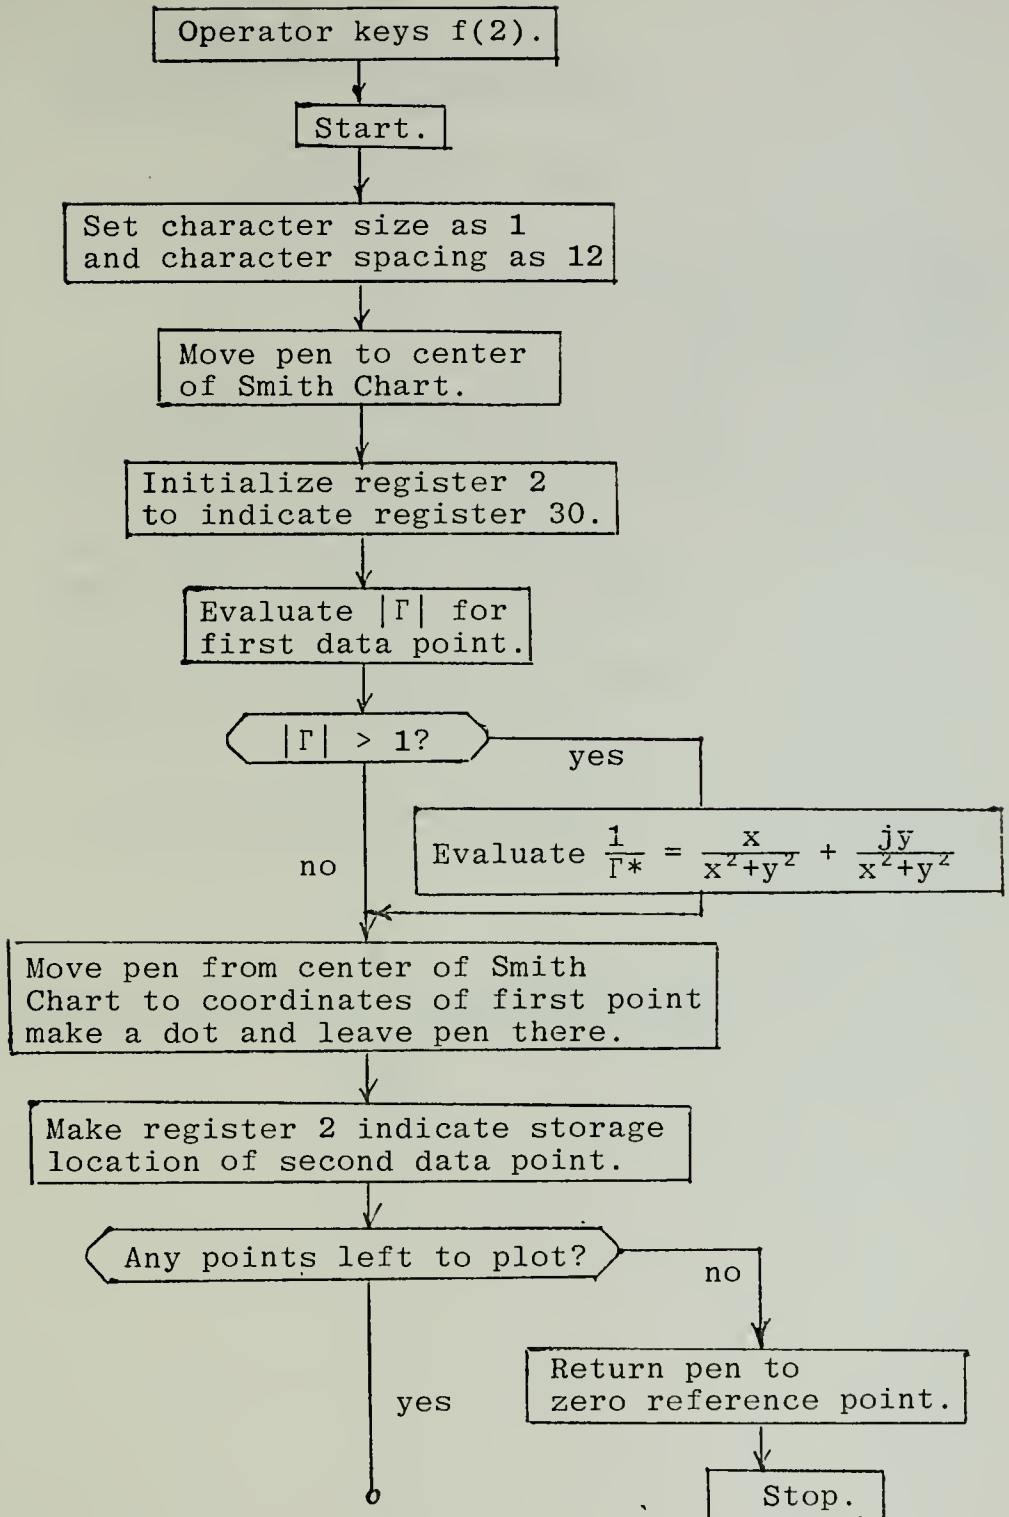 Operator keys f(2).
Start.
Set character size as 1
and character spacing as 12
Move pen to center
of Smith Chart.
Initialize register 2
to indicate register 30.
Evaluate |Γ| for
first data point.
|Γ| > 1?
yes
no
Evaluate 1/Γ* = x/(x²+y²) + jy/(x²+y²)
Move pen from center of Smith
Chart to coordinates of first point
make a dot and leave pen there.
Make register 2 indicate storage
location of second data point.
Any points left to plot?
no
yes
Return pen to
zero reference point.
Stop.